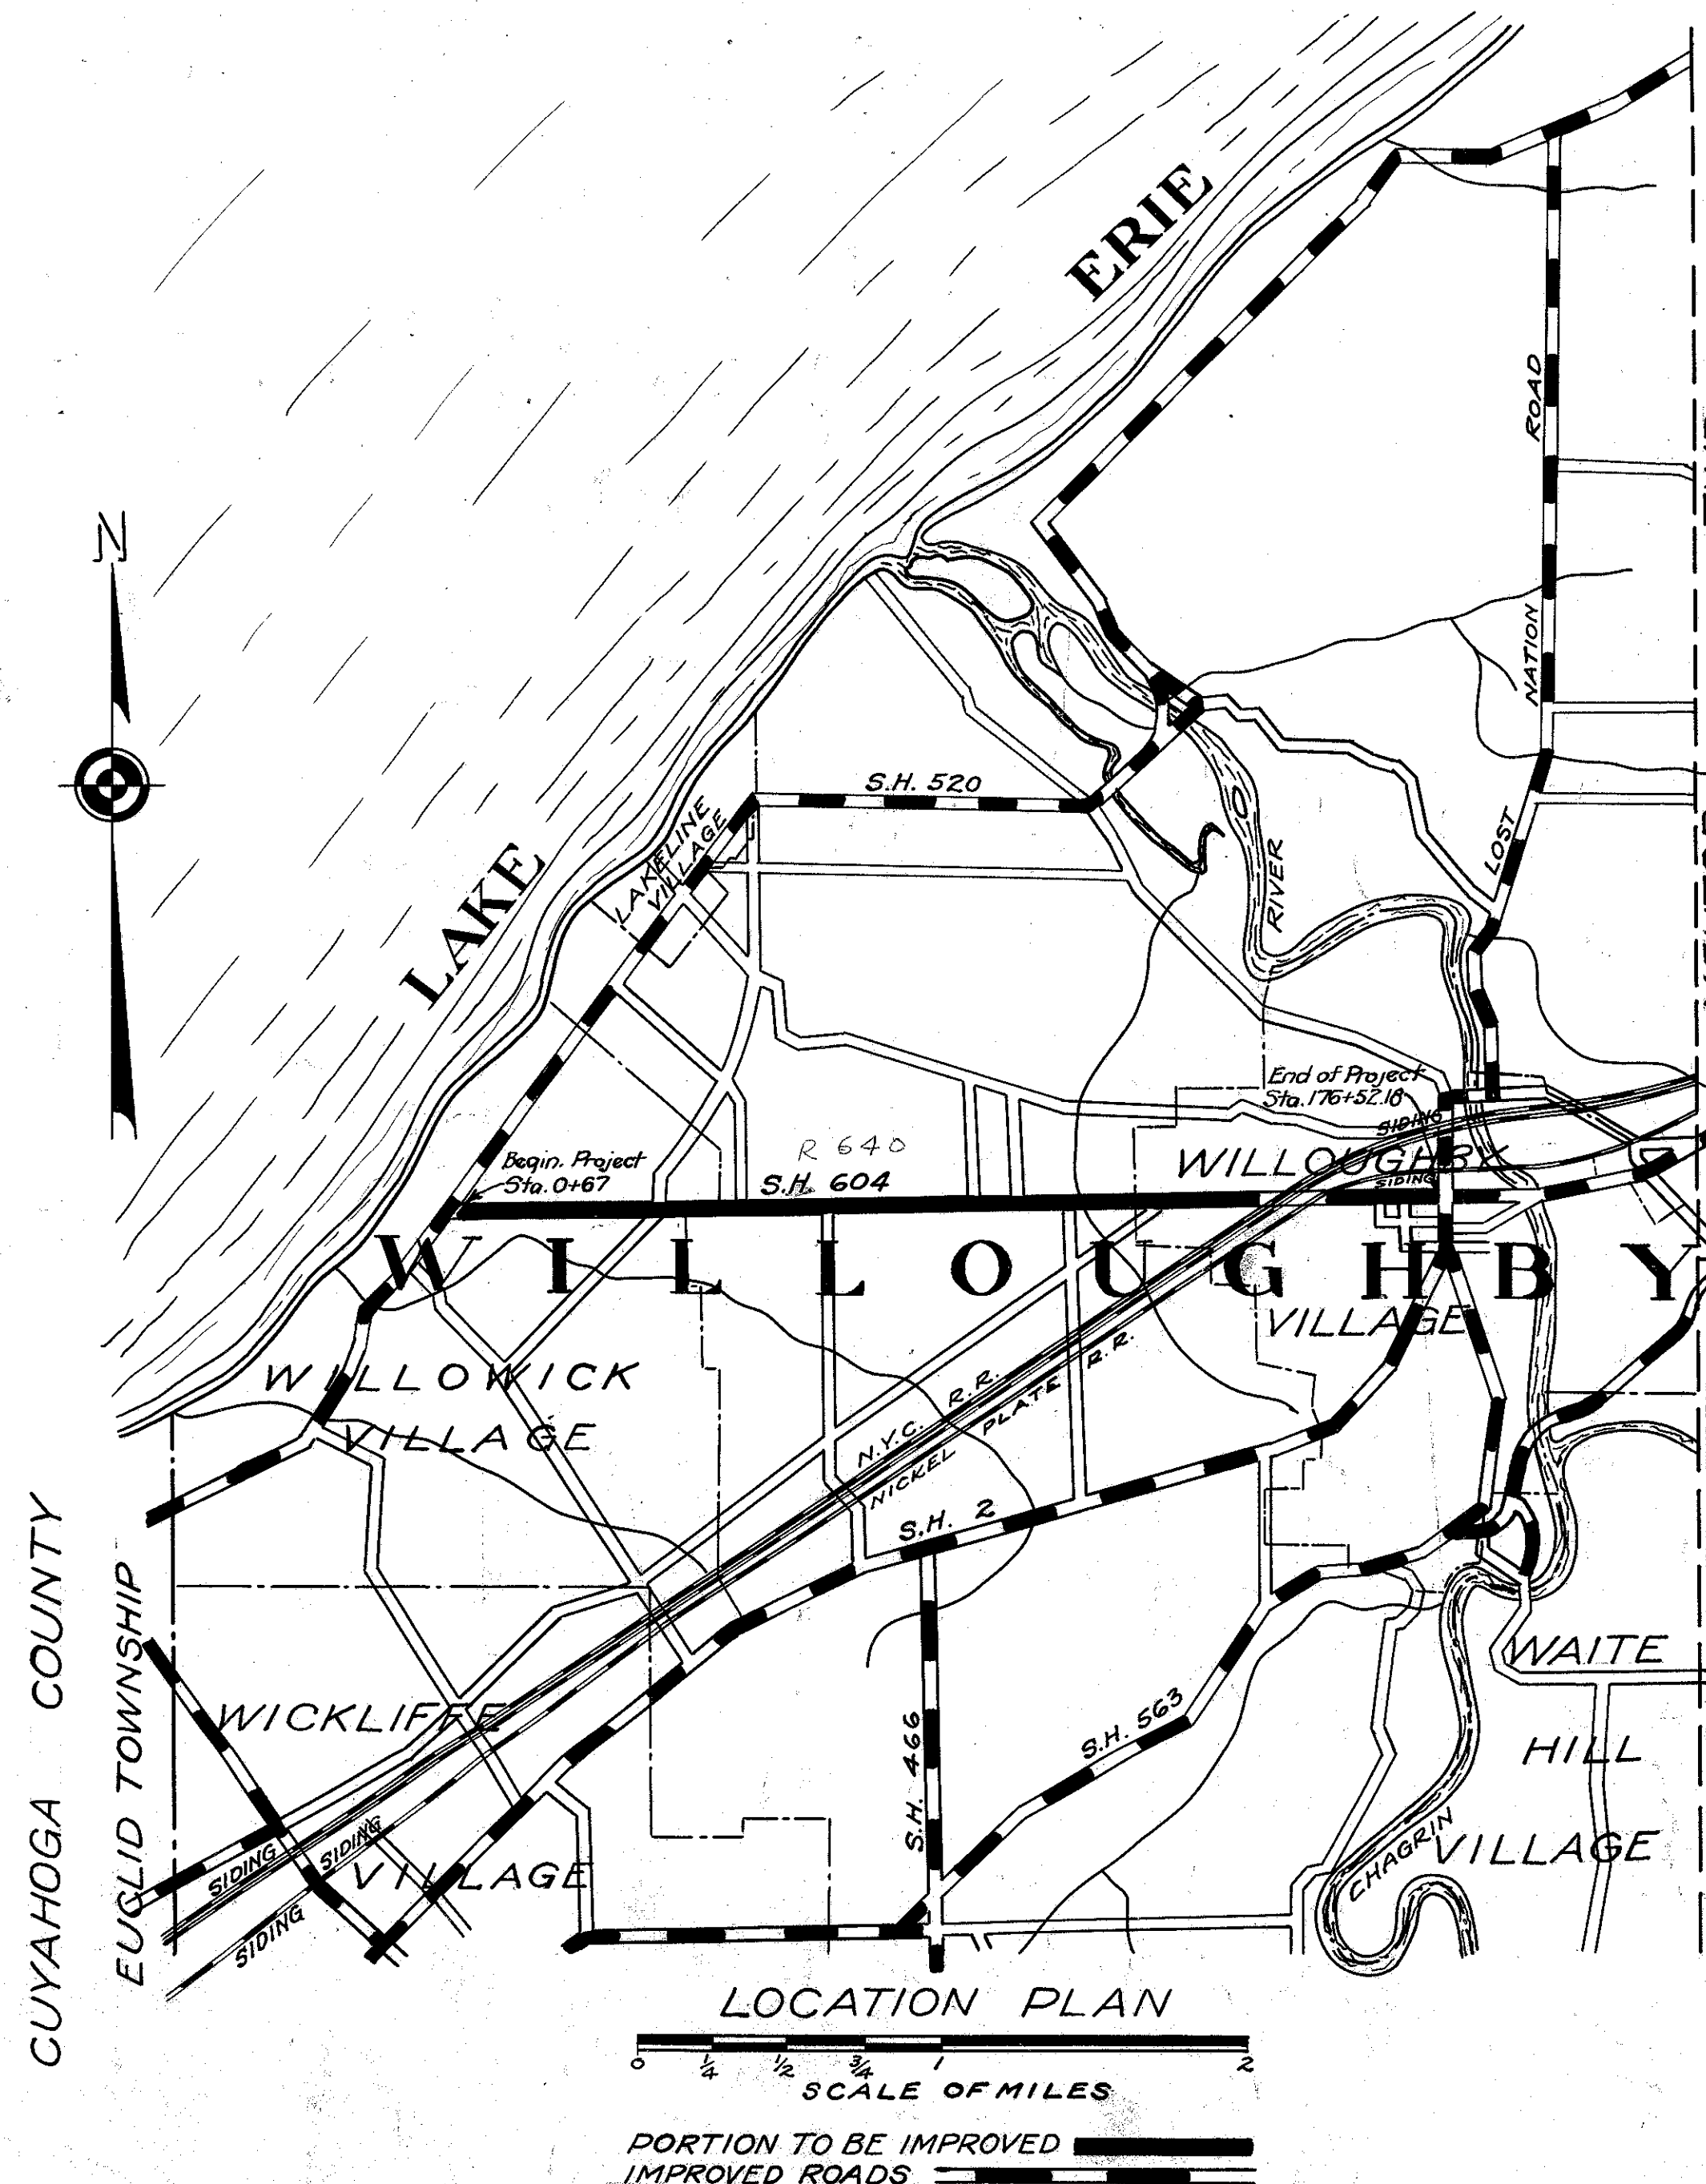 ERIE
LAKE
N
ROAD
NATION
LOST
S.H. 520
LAKELINE
VILLAGE
RIVER
End of Project
Sta. 176+52.18
SIDING
WILLOUGHBY
SIDING
Begin. Project
Sta. 0+67
R 640
S.H. 604
WILLOUGHBY
VILLAGE
WILLOWICK
VILLAGE
N.Y.C. R.R.
NICKEL PLATE R.R.
S.H. 2
CUYAHOGA COUNTY
EUCLID TOWNSHIP
WICKLIFFE
VILLAGE
SIDING
SIDING
SIDING
S.H. 466
S.H. 563
WAITE
HILL
VILLAGE
CHAGRIN
LOCATION PLAN
0 1/4 1/2 3/4 1 2
SCALE OF MILES
PORTION TO BE IMPROVED
IMPROVED ROADS